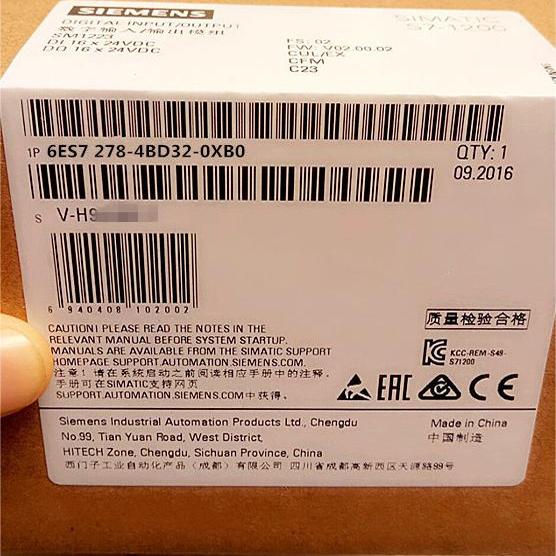 SIEMENS
DIGITAL INPUT/OUTPUT
数字输入/输出模组
SM1223
DI 16 x 24VDC
DO 16 x 24VDC
SIMATIC
S7-1200
FS: 02
FW: V02.00.02
CUL/EX
CFM
C23
1P 6ES7 278-4BD32-0XB0
QTY: 1
09.2016
S V-H9
6 940408 102002
CAUTION! PLEASE READ THE NOTES IN THE
RELEVANT MANUAL BEFORE SYSTEM STARTUP.
MANUALS ARE AVAILABLE FROM THE SIMATIC SUPPORT
HOMEPAGE SUPPORT.AUTOMATION.SIEMENS.COM
注意！请在系统启动之前阅读相应手册中的注释。
手册可在SIMATIC支持网页
SUPPORT.AUTOMATION.SIEMENS.COM中获得。
质量检验合格
KCC-REM-S49-
S71200
EAC
CE
Siemens Industrial Automation Products Ltd., Chengdu
No.99, Tian Yuan Road, West District,
HITECH Zone, Chengdu, Sichuan Province, China
西门子工业自动化产品（成都）有限公司 四川省成都高新西区天源路99号
Made in China
中国制造